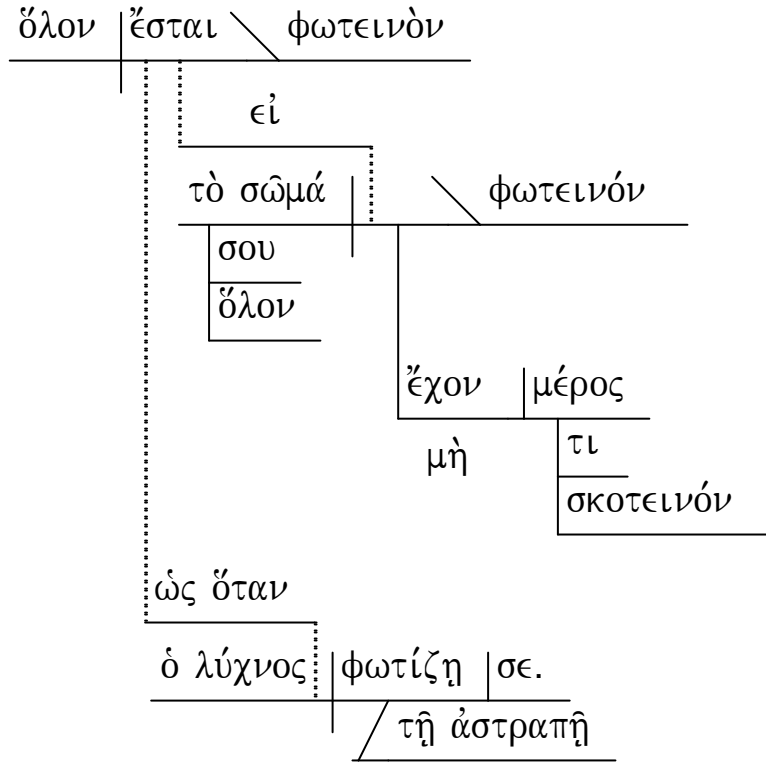 ὅλον ἔσται φωτεινὸν
εἰ
τὸ σῶμά φωτεινόν
σου
ὅλον
ἔχον μέρος
μὴ τι
σκοτεινόν
ὡς ὅταν
ὁ λύχνος φωτίζῃ σε.
τῇ ἀστραπῇ